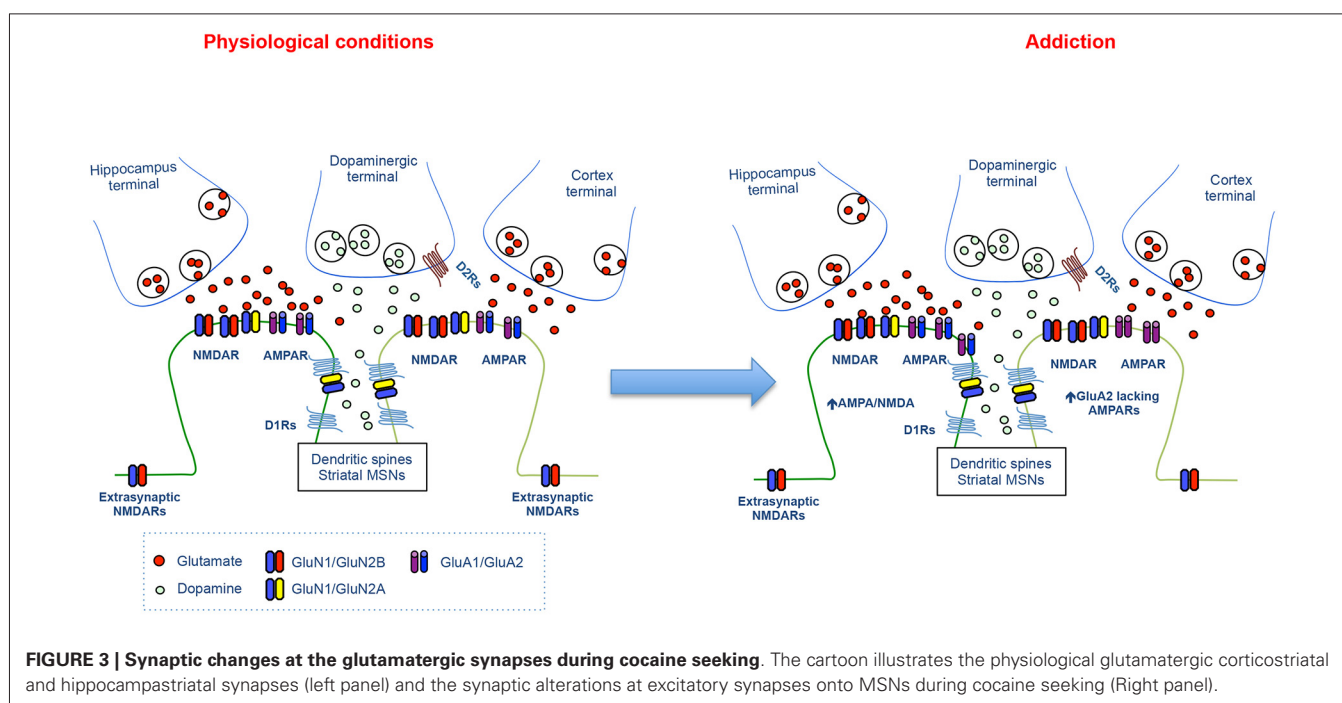 Physiological conditions
Addiction
Hippocampus
terminal
Dopaminergic
terminal
Cortex
terminal
D2Rs
NMDAR
AMPAR
NMDAR
AMPAR
D1Rs
Dendritic spines
Striatal MSNs
Extrasynaptic
NMDARs
Extrasynaptic
NMDARs
Hippocampus
terminal
Dopaminergic
terminal
Cortex
terminal
D2Rs
NMDAR
AMPAR
NMDAR
AMPAR
↑AMPA/NMDA
↑GluA2 lacking
AMPARs
D1Rs
Dendritic spines
Striatal MSNs
Extrasynaptic
NMDARs
Glutamate
GluN1/GluN2B
GluA1/GluA2
Dopamine
GluN1/GluN2A
FIGURE 3 | Synaptic changes at the glutamatergic synapses during cocaine seeking. The cartoon illustrates the physiological glutamatergic corticostriatal
and hippocampastriatal synapses (left panel) and the synaptic alterations at excitatory synapses onto MSNs during cocaine seeking (Right panel).